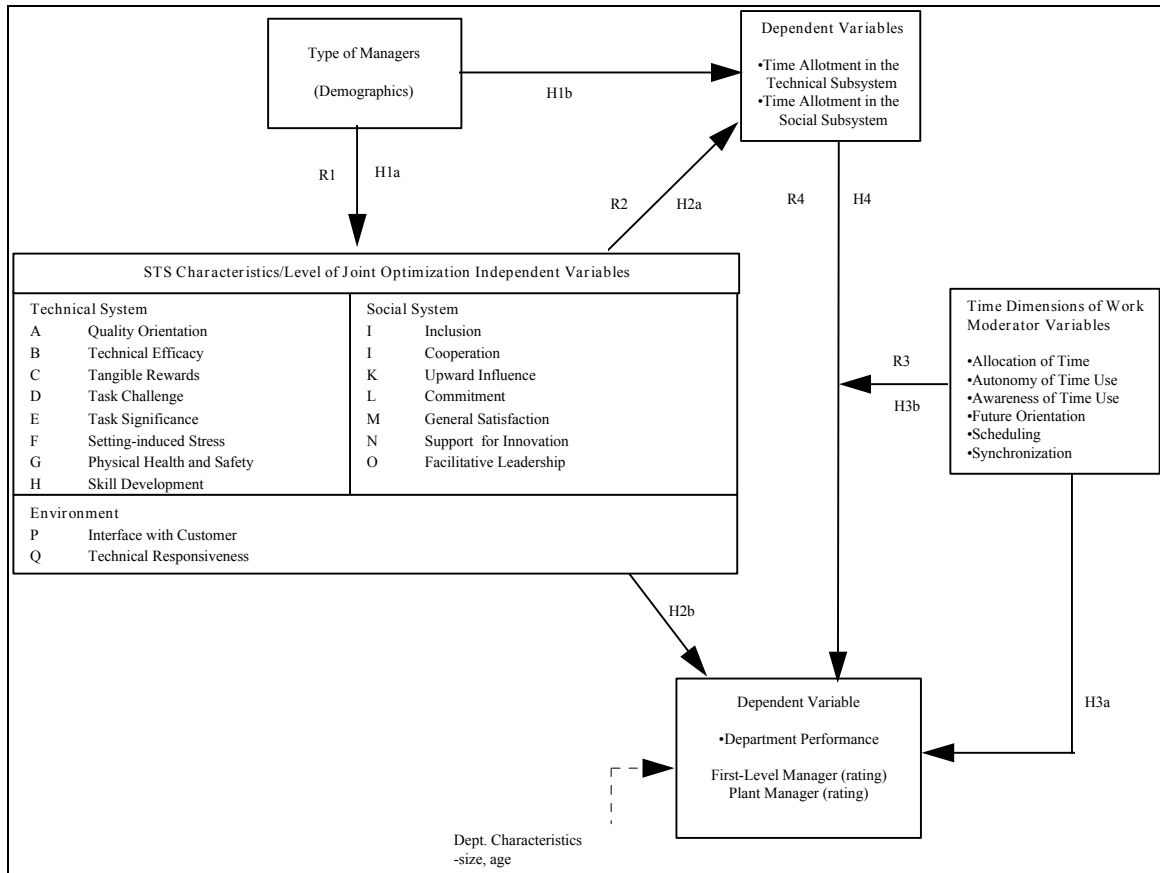 Type of Managers
(Demographics)
H1b
Dependent Variables
•Time Allotment in the
Technical Subsystem
•Time Allotment in the
Social Subsystem
R1
H1a
R2
H2a
R4
H4
STS Characteristics/Level of Joint Optimization Independent Variables
Technical System
A Quality Orientation
B Technical Efficacy
C Tangible Rewards
D Task Challenge
E Task Significance
F Setting-induced Stress
G Physical Health and Safety
H Skill Development
Social System
I Inclusion
I Cooperation
K Upward Influence
L Commitment
M General Satisfaction
N Support for Innovation
O Facilitative Leadership
Environment
P Interface with Customer
Q Technical Responsiveness
Time Dimensions of Work
Moderator Variables
•Allocation of Time
•Autonomy of Time Use
•Awareness of Time Use
•Future Orientation
•Scheduling
•Synchronization
R3
H3b
H2b
H3a
Dependent Variable
•Department Performance
First-Level Manager (rating)
Plant Manager (rating)
Dept. Characteristics
-size, age